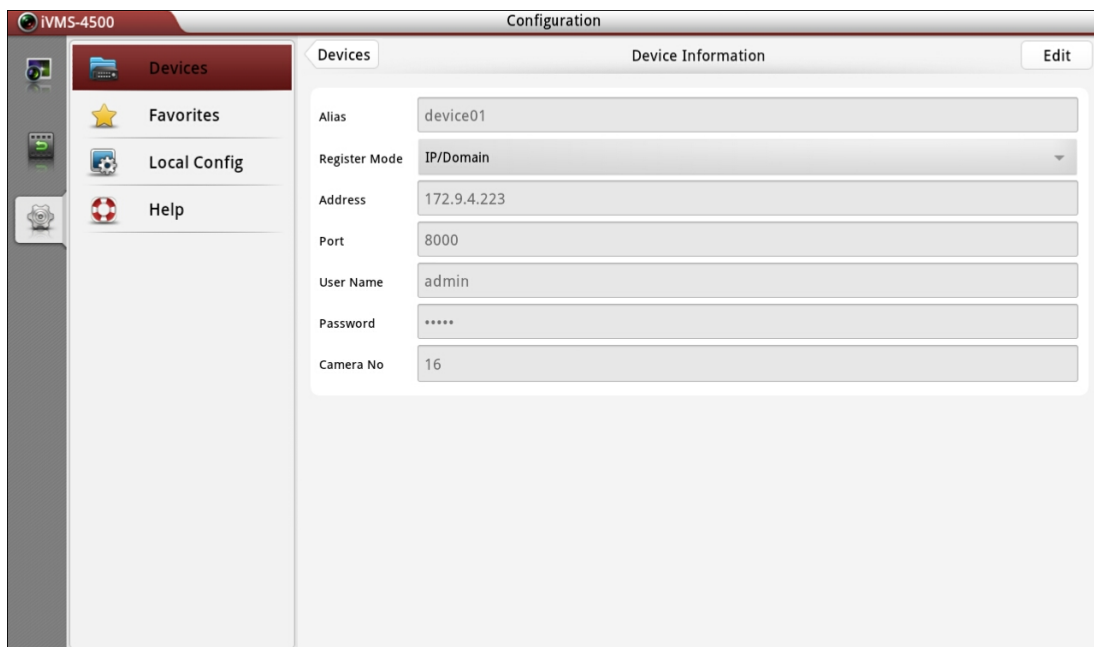 iVMS-4500
Configuration
Devices
Favorites
Local Config
Help
Devices
Device Information
Edit
Alias
device01
Register Mode
IP/Domain
Address
172.9.4.223
Port
8000
User Name
admin
Password
•••••
Camera No
16